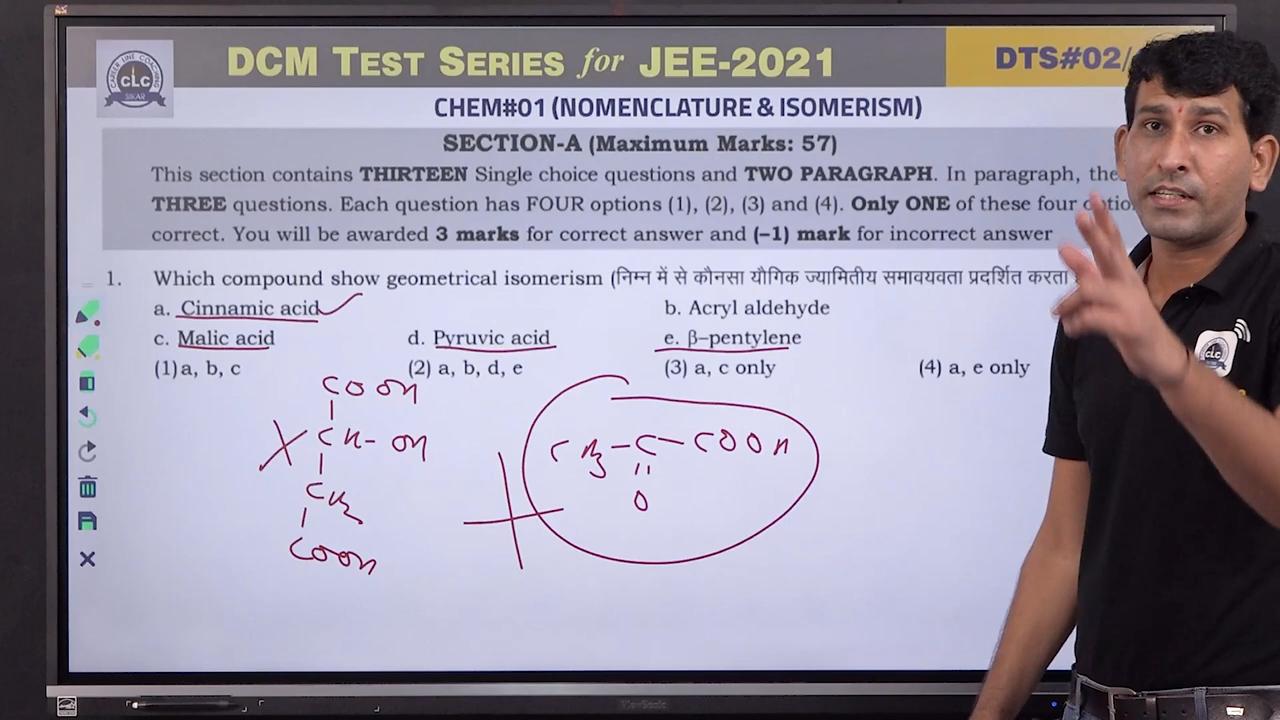 DCM TEST SERIES for JEE-2021
DTS#02/
CAREER LINE COACHING
CLC
SIKAR
CHEM#01 (NOMENCLATURE & ISOMERISM)
SECTION-A (Maximum Marks: 57)
This section contains THIRTEEN Single choice questions and TWO PARAGRAPH. In paragraph, the
THREE questions. Each question has FOUR options (1), (2), (3) and (4). Only ONE of these four
correct. You will be awarded 3 marks for correct answer and (−1) mark for incorrect answer
1. Which compound show geometrical isomerism (निम्न में से कौनसा यौगिक ज्यामितीय समावयवता प्रदर्शित करता
a. Cinnamic acid b. Acryl aldehyde
c. Malic acid d. Pyruvic acid e. β–pentylene
(1) a, b, c (2) a, b, d, e (3) a, c only (4) a, e only
COOH
CH-OH
CH2
COOH
CH3-C-COOH
O
CLC
ViewSonic